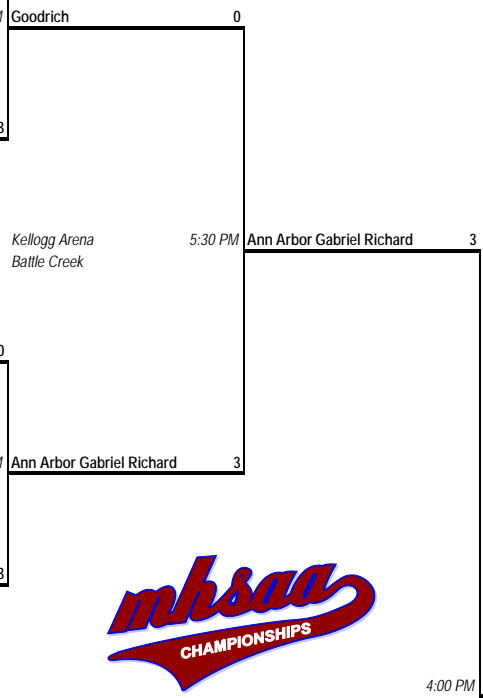 Goodrich 0
Kellogg Arena 5:30 PM Ann Arbor Gabriel Richard 3
Battle Creek
Ann Arbor Gabriel Richard 3
mhsaa
CHAMPIONSHIPS
4:00 PM